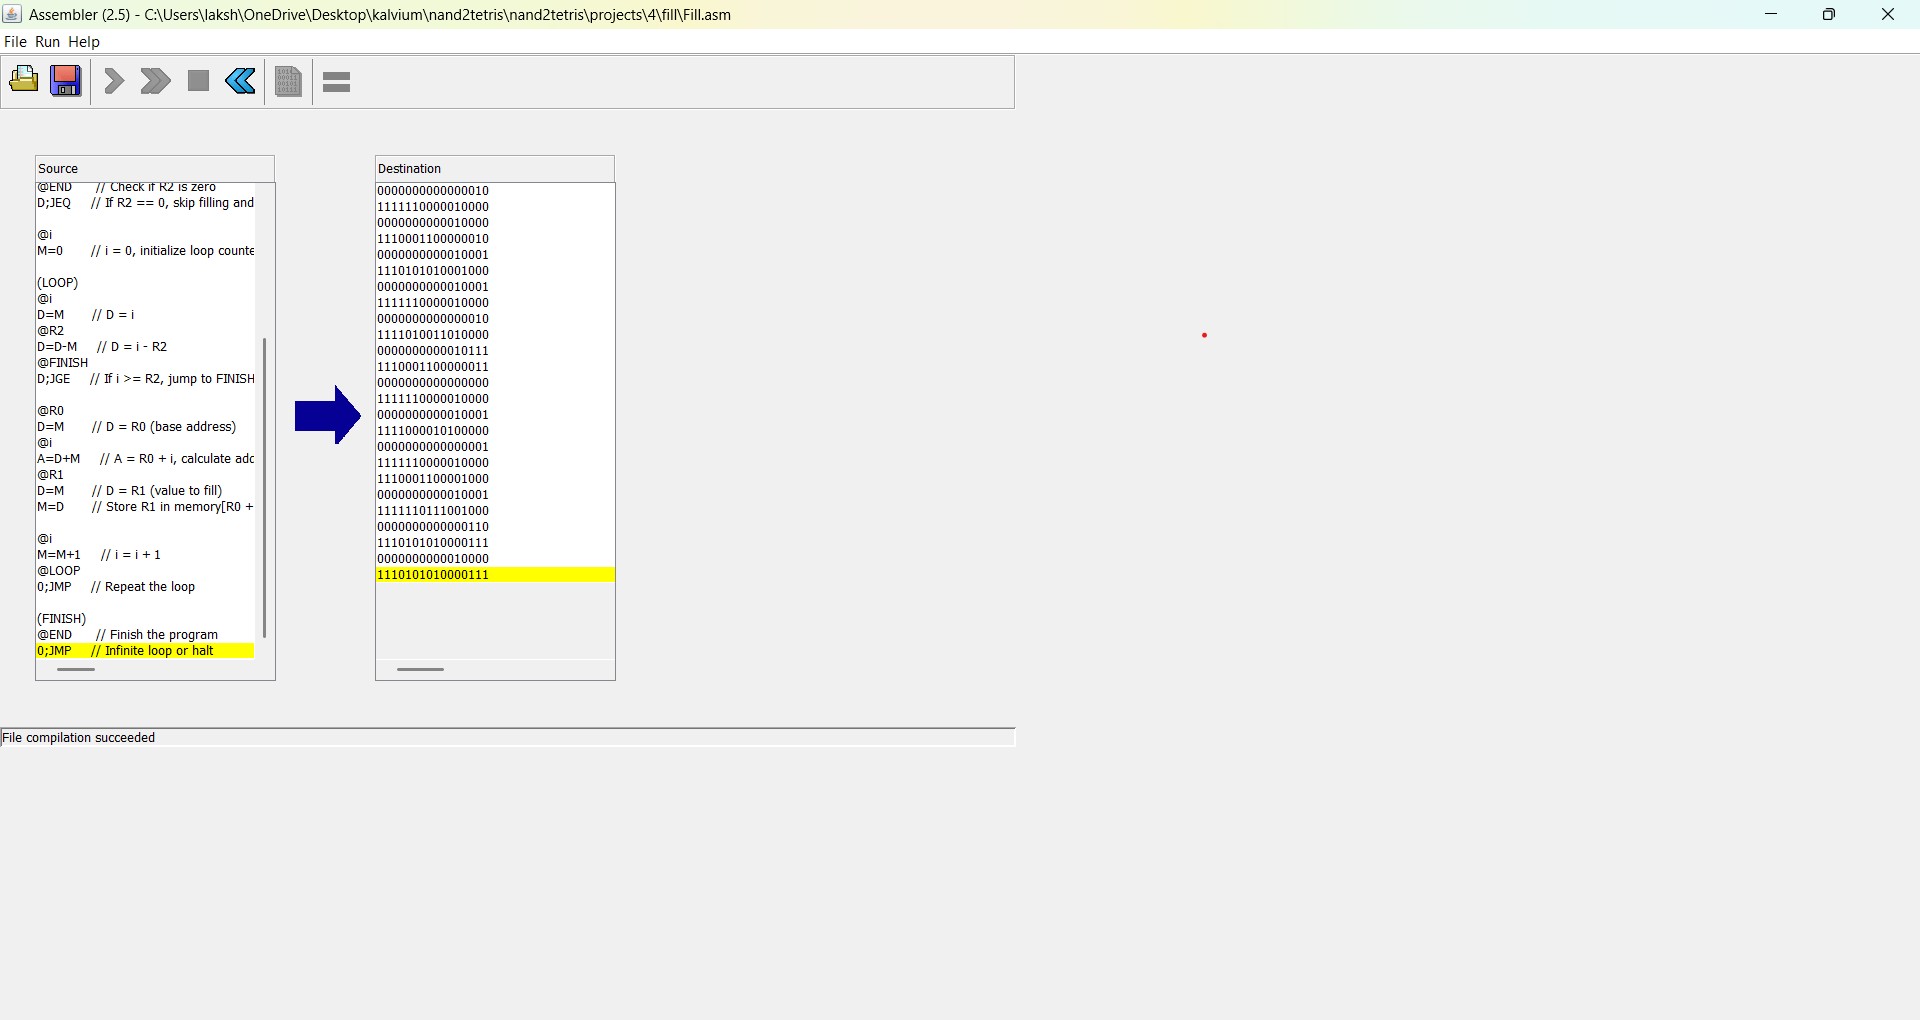 Assembler (2.5) - C:\Users\laksh\OneDrive\Desktop\kalvium\nand2tetris\nand2tetris\projects\4\fill\Fill.asm
File Run Help
Source
@END // Check if R2 is zero
D;JEQ // If R2 == 0, skip filling and
@i
M=0 // i = 0, initialize loop counte
(LOOP)
@i
D=M // D = i
@R2
D=D-M // D = i - R2
@FINISH
D;JGE // If i >= R2, jump to FINISH
@R0
D=M // D = R0 (base address)
@i
A=D+M // A = R0 + i, calculate adc
@R1
D=M // D = R1 (value to fill)
M=D // Store R1 in memory[R0 +
@i
M=M+1 // i = i + 1
@LOOP
0;JMP // Repeat the loop
(FINISH)
@END // Finish the program
0;JMP // Infinite loop or halt
Destination
0000000000000010
1111110000010000
0000000000010000
1110001100000010
0000000000010001
1110101010001000
0000000000010001
1111110000010000
0000000000000010
1111010011010000
0000000000010111
1110001100000011
0000000000000000
1111110000010000
0000000000010001
1111000010100000
0000000000000001
1111110000010000
1110001100001000
0000000000010001
1111110111001000
0000000000000110
1110101010000111
0000000000010000
1110101010000111
File compilation succeeded